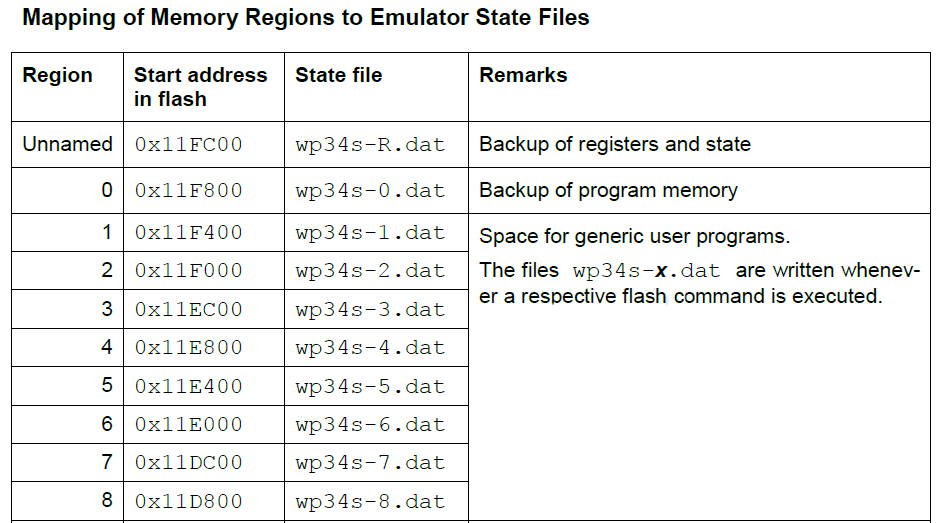 Mapping of Memory Regions to Emulator State Files
Region Start address in flash State file Remarks
Unnamed 0x11FC00 wp34s-R.dat Backup of registers and state
0 0x11F800 wp34s-0.dat Backup of program memory
1 0x11F400 wp34s-1.dat Space for generic user programs.
2 0x11F000 wp34s-2.dat The files wp34s-x.dat are written whenev-
er a respective flash command is executed.
3 0x11EC00 wp34s-3.dat
4 0x11E800 wp34s-4.dat
5 0x11E400 wp34s-5.dat
6 0x11E000 wp34s-6.dat
7 0x11DC00 wp34s-7.dat
8 0x11D800 wp34s-8.dat